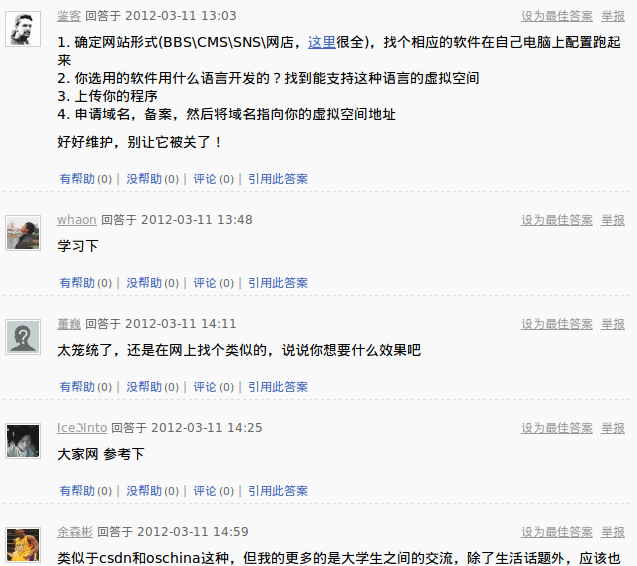 鉴客 回答于 2012-03-11 13:03 设为最佳答案 举报
1. 确定网站形式(BBS\CMS\SNS\网店，这里很全)，找个相应的软件在自己电脑上配置跑起
来
2. 你选用的软件用什么语言开发的？找到能支持这种语言的虚拟空间
3. 上传你的程序
4. 申请域名，备案，然后将域名指向你的虚拟空间地址
好好维护，别让它被关了！
有帮助(0) | 没帮助(0) | 评论(0) | 引用此答案
whaon 回答于 2012-03-11 13:48 设为最佳答案 举报
学习下
有帮助(0) | 没帮助(0) | 评论(0) | 引用此答案
董巍 回答于 2012-03-11 14:11 设为最佳答案 举报
太笼统了，还是在网上找个类似的，说说你想要什么效果吧
有帮助(0) | 没帮助(0) | 评论(0) | 引用此答案
IceℑInto 回答于 2012-03-11 14:25 设为最佳答案 举报
大家网 参考下
有帮助(0) | 没帮助(0) | 评论(0) | 引用此答案
余森彬 回答于 2012-03-11 14:59 设为最佳答案 举报
类似于csdn和oschina这种，但我的更多的是大学生之间的交流，除了生活话题外，应该也